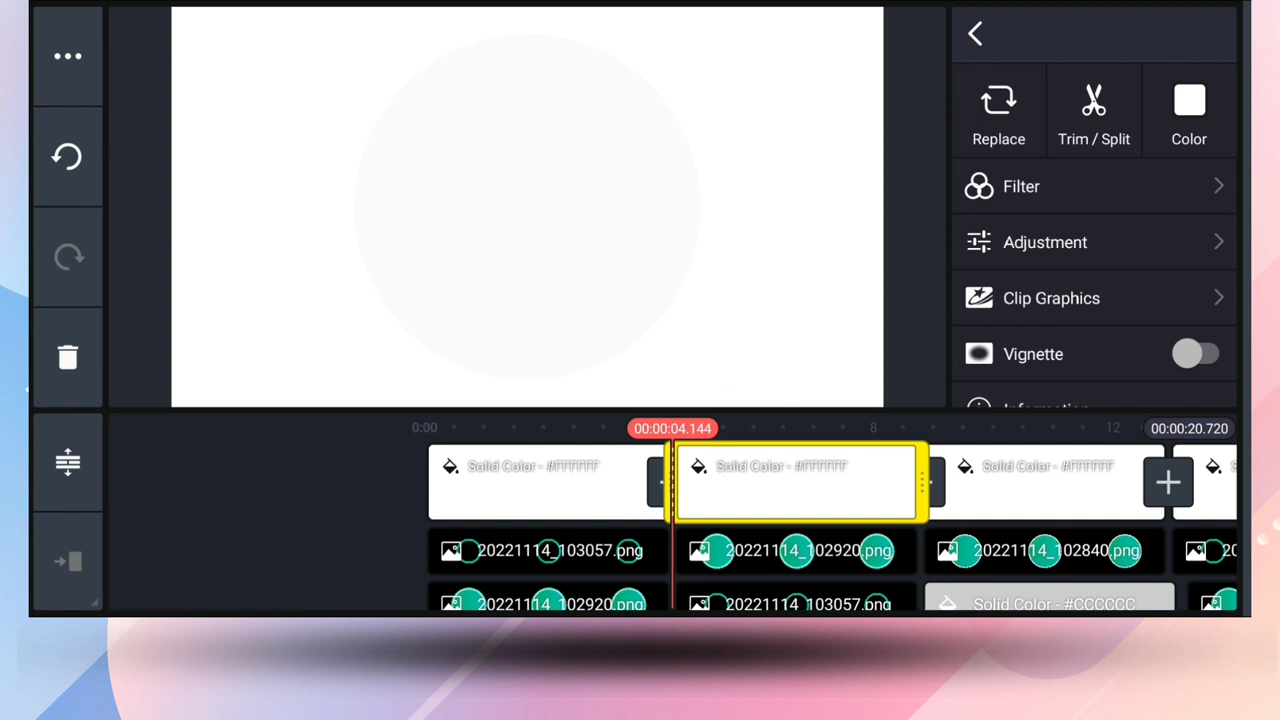 Replace
Trim / Split
Color
Filter
Adjustment
Clip Graphics
Vignette
Information
0:00
00:00:04.144
8
12
00:00:20.720
Solid Color - #FFFFFF
Solid Color - #FFFFFF
Solid Color - #FFFFFF
S
20221114_103057.png
20221114_102920.png
20221114_102840.png
20
20221114_102920.png
20221114_103057.png
Solid Color - #CCCCCC